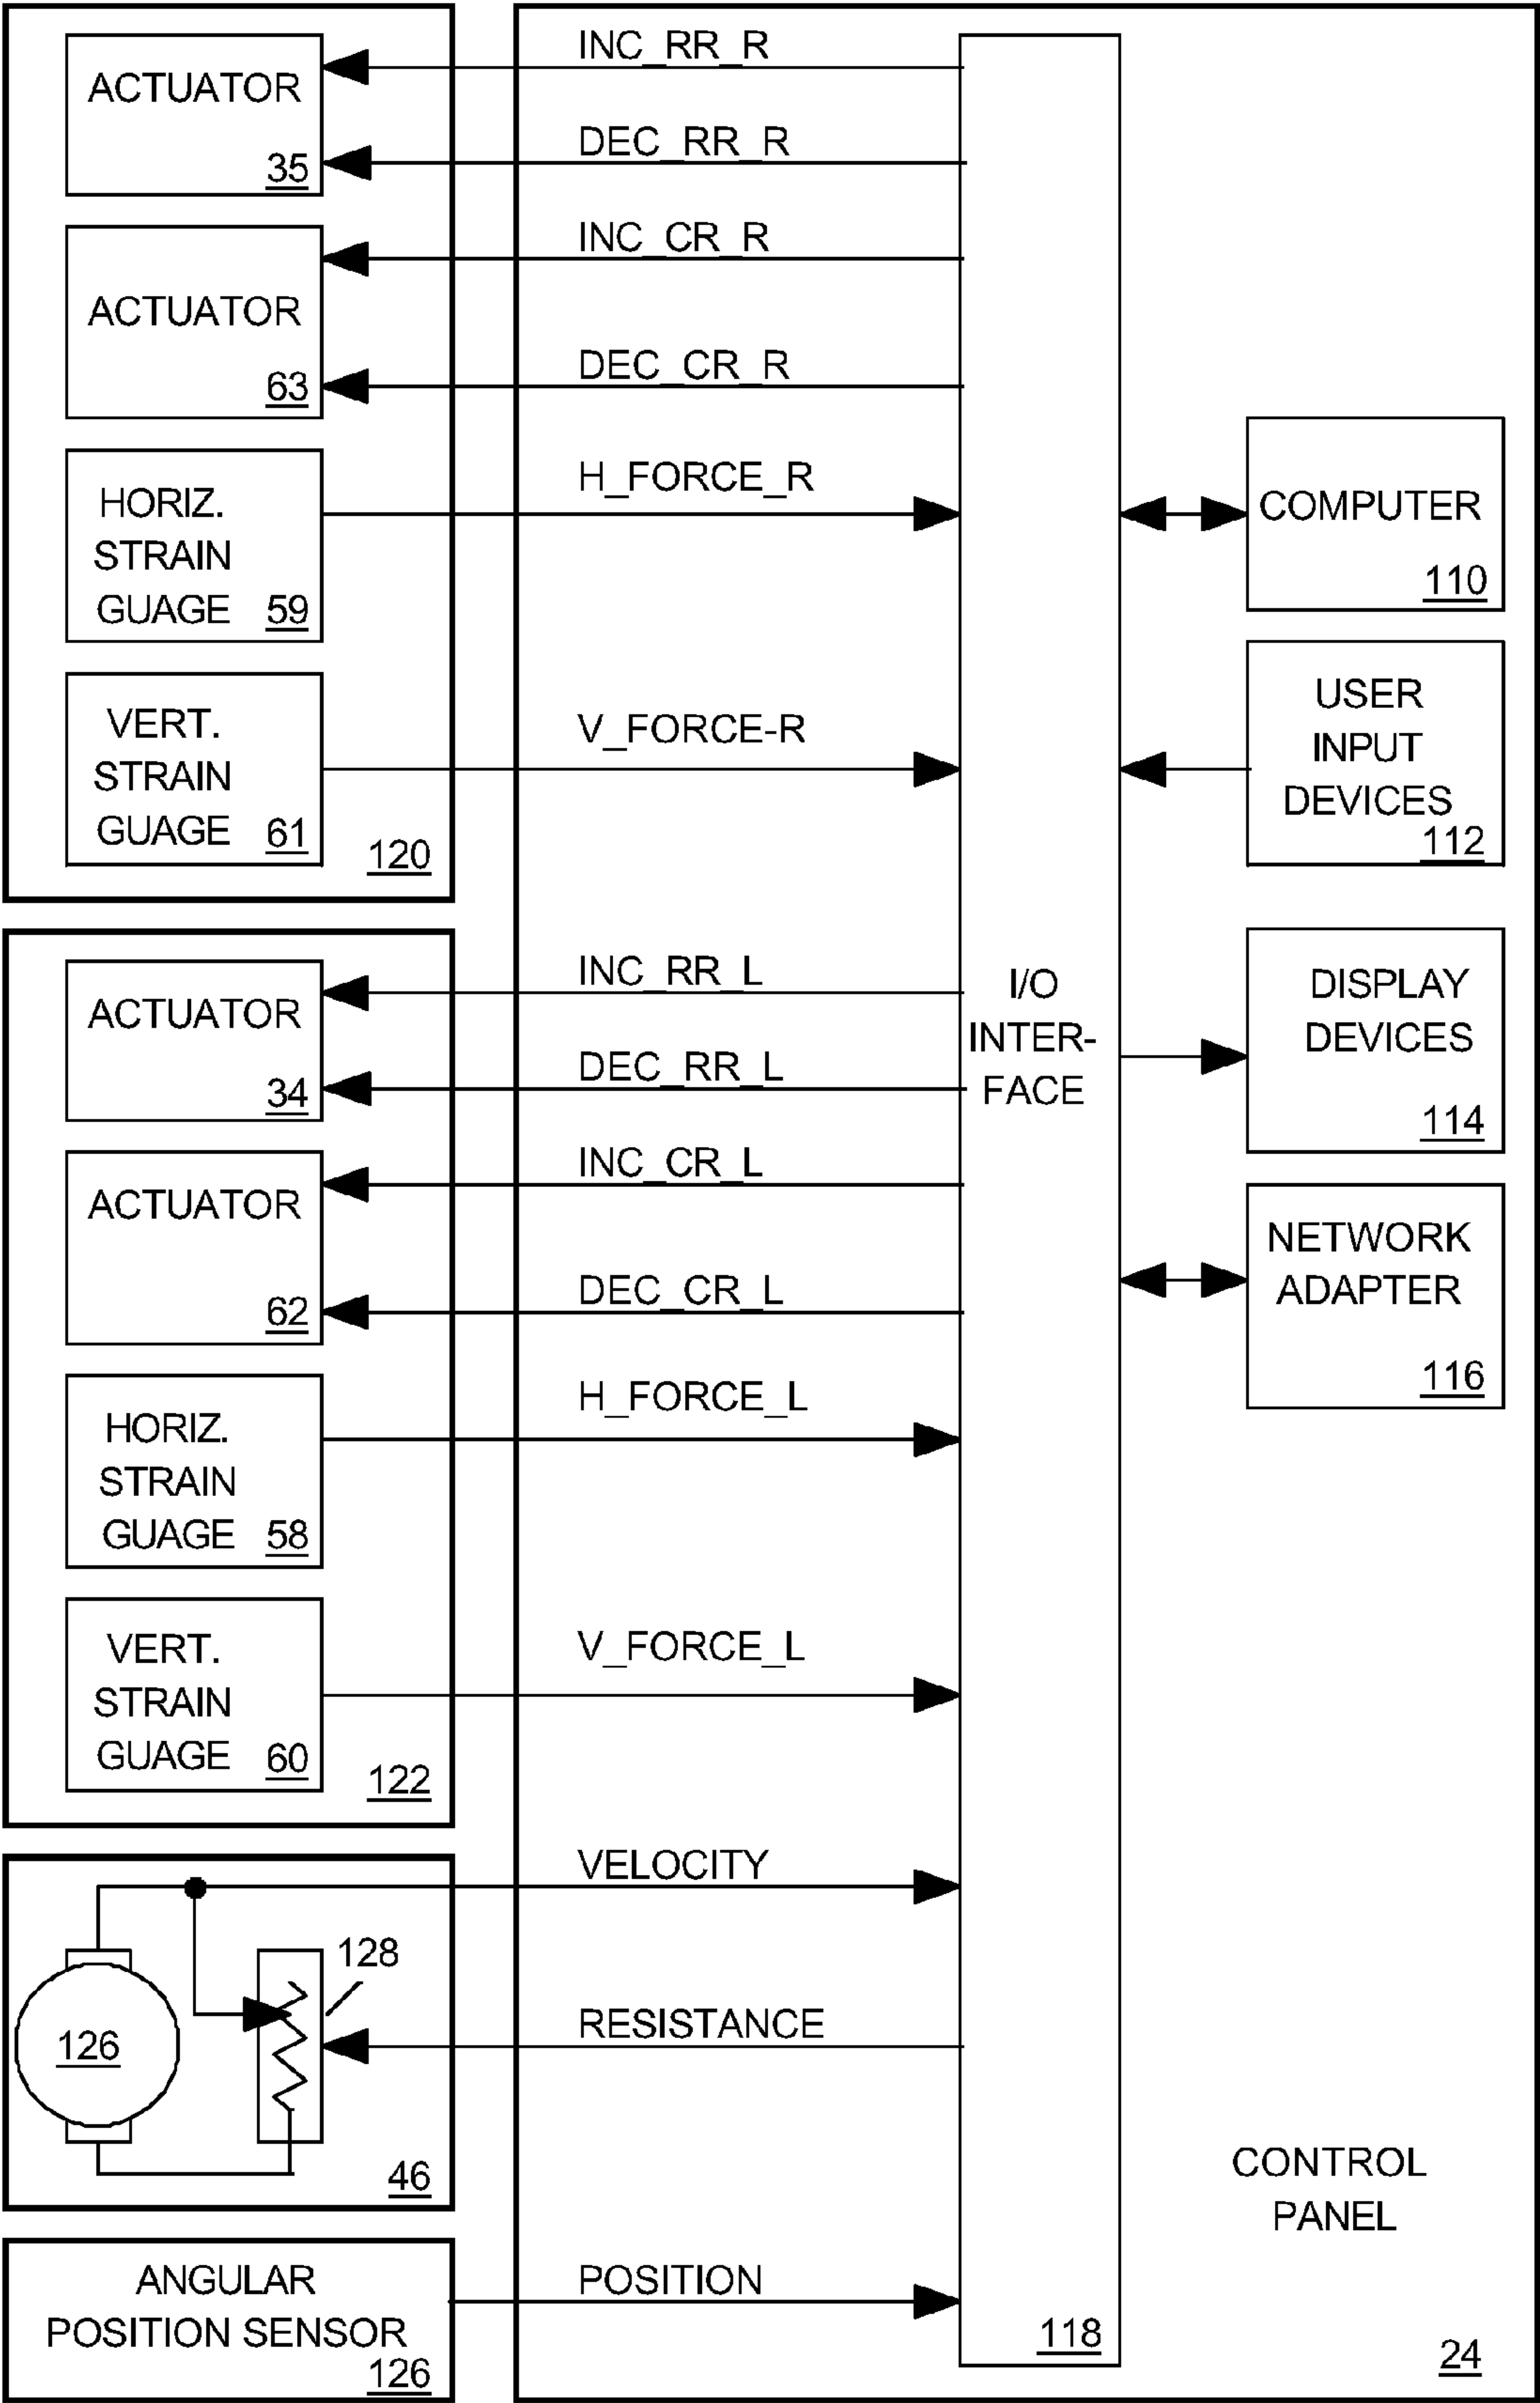 ACTUATOR
35
ACTUATOR
63
HORIZ.
STRAIN
GUAGE 59
VERT.
STRAIN
GUAGE 61
120
INC_RR_R
DEC_RR_R
INC_CR_R
DEC_CR_R
H_FORCE_R
V_FORCE-R
ACTUATOR
34
ACTUATOR
62
HORIZ.
STRAIN
GUAGE 58
VERT.
STRAIN
GUAGE 60
122
INC_RR_L
DEC_RR_L
INC_CR_L
DEC_CR_L
H_FORCE_L
V_FORCE_L
126
128
46
VELOCITY
RESISTANCE
ANGULAR
POSITION SENSOR
126
POSITION
I/O
INTER-
FACE
118
COMPUTER
110
USER
INPUT
DEVICES
112
DISPLAY
DEVICES
114
NETWORK
ADAPTER
116
CONTROL
PANEL
24